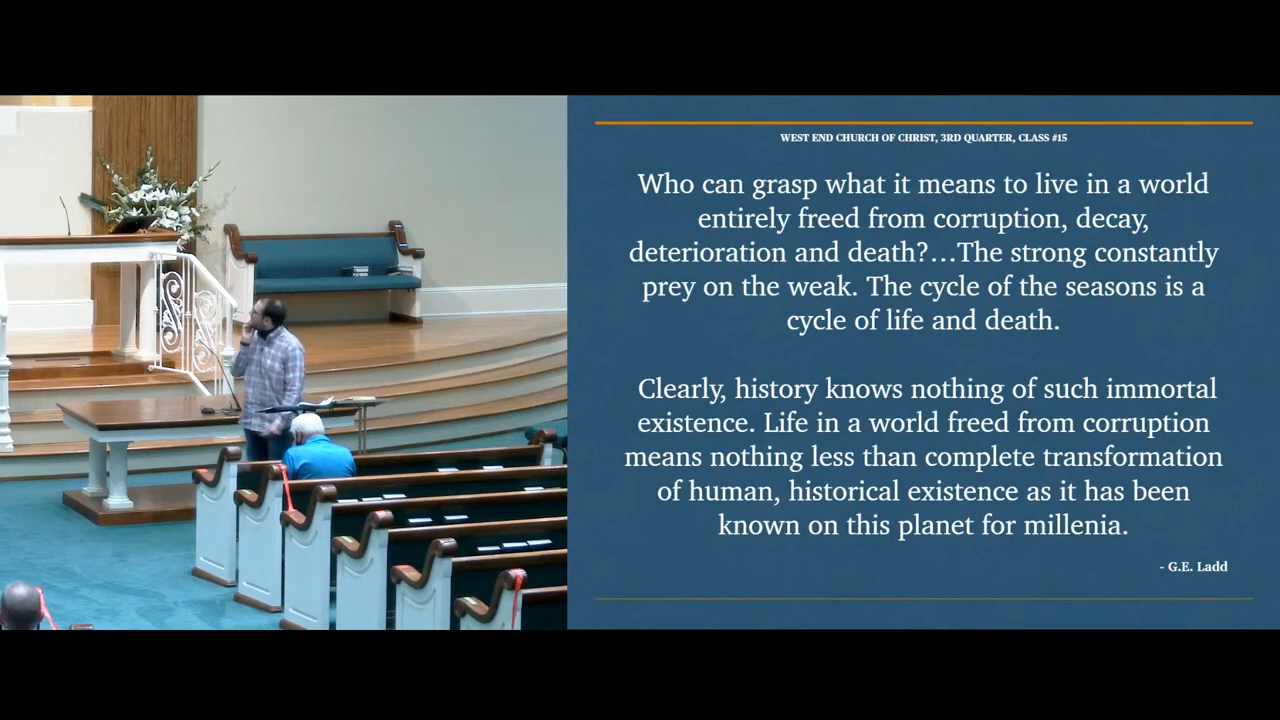 WEST END CHURCH OF CHRIST, 3RD QUARTER, CLASS #15
Who can grasp what it means to live in a world
entirely freed from corruption, decay,
deterioration and death?…The strong constantly
prey on the weak. The cycle of the seasons is a
cycle of life and death.
Clearly, history knows nothing of such immortal
existence. Life in a world freed from corruption
means nothing less than complete transformation
of human, historical existence as it has been
known on this planet for millenia.
- G.E. Ladd